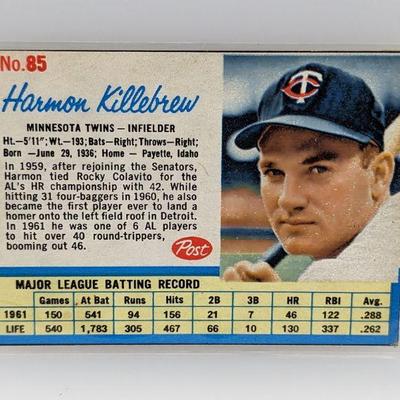 No. 85
Harmon Killebrew
MINNESOTA TWINS — INFIELDER
Ht.—5'11"; Wt.—193; Bats—Right; Throws—Right
Born—June 29, 1936; Home — Payette, Idaho
In 1959, after rejoining the Senators,
Harmon tied Rocky Colavito for the
AL's HR championship with 42. While
hitting 31 four-baggers in 1960, he also
became the first player ever to land a
homer onto the left field roof in Detroit.
In 1961 he was one of 6 AL players
to hit over 40 round-trippers,
booming out 46.
Post
TC
MAJOR LEAGUE BATTING RECORD
Games At Bat Runs Hits 2B 3B HR RBI Avg.
1961 150 541 94 156 21 7 46 122 .288
LIFE 540 1,783 305 467 66 10 130 337 .262